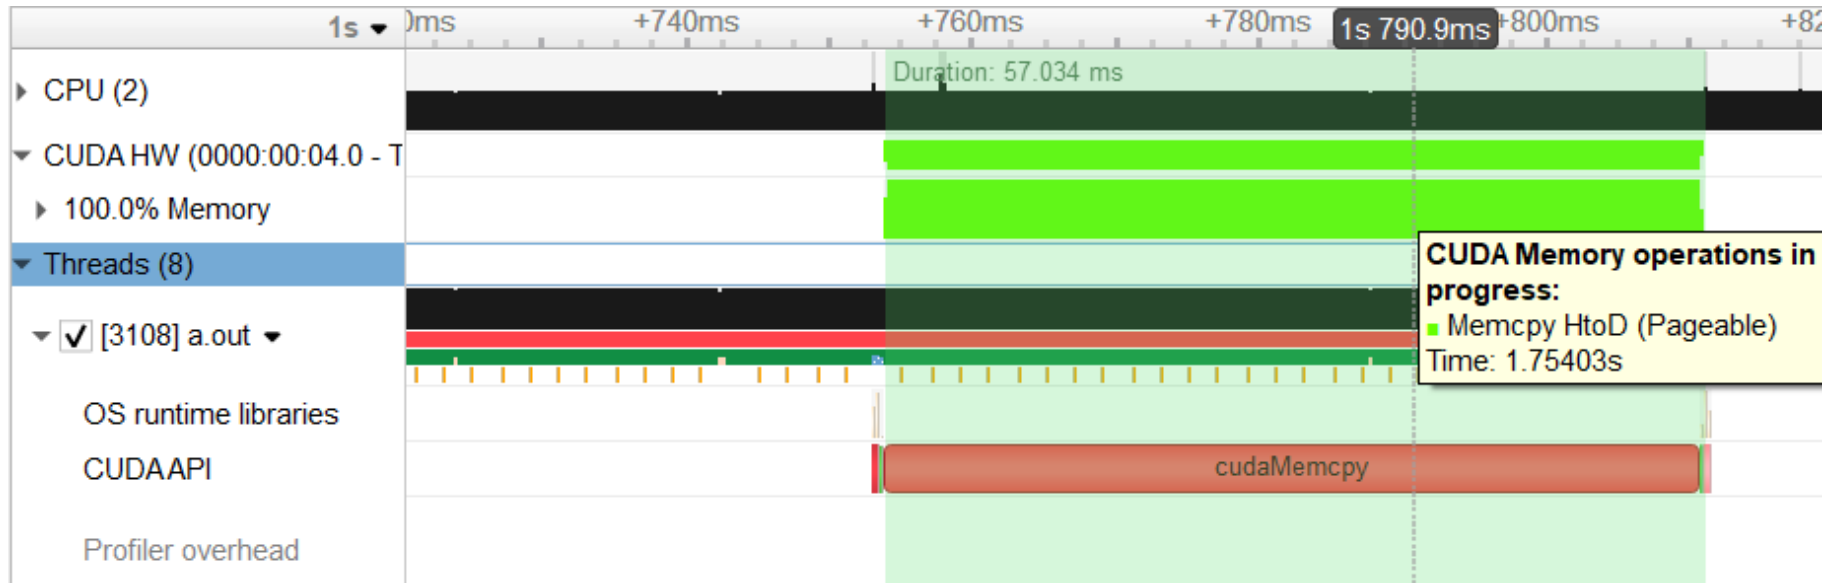 1s 0ms +740ms +760ms +780ms 1s 790.9ms +800ms +82
Duration: 57.034 ms
CPU (2)
CUDA HW (0000:00:04.0 - T
100.0% Memory
Threads (8)
CUDA Memory operations in
progress:
Memcpy HtoD (Pageable)
Time: 1.75403s
[3108] a.out
OS runtime libraries
CUDA API
cudaMemcpy
Profiler overhead